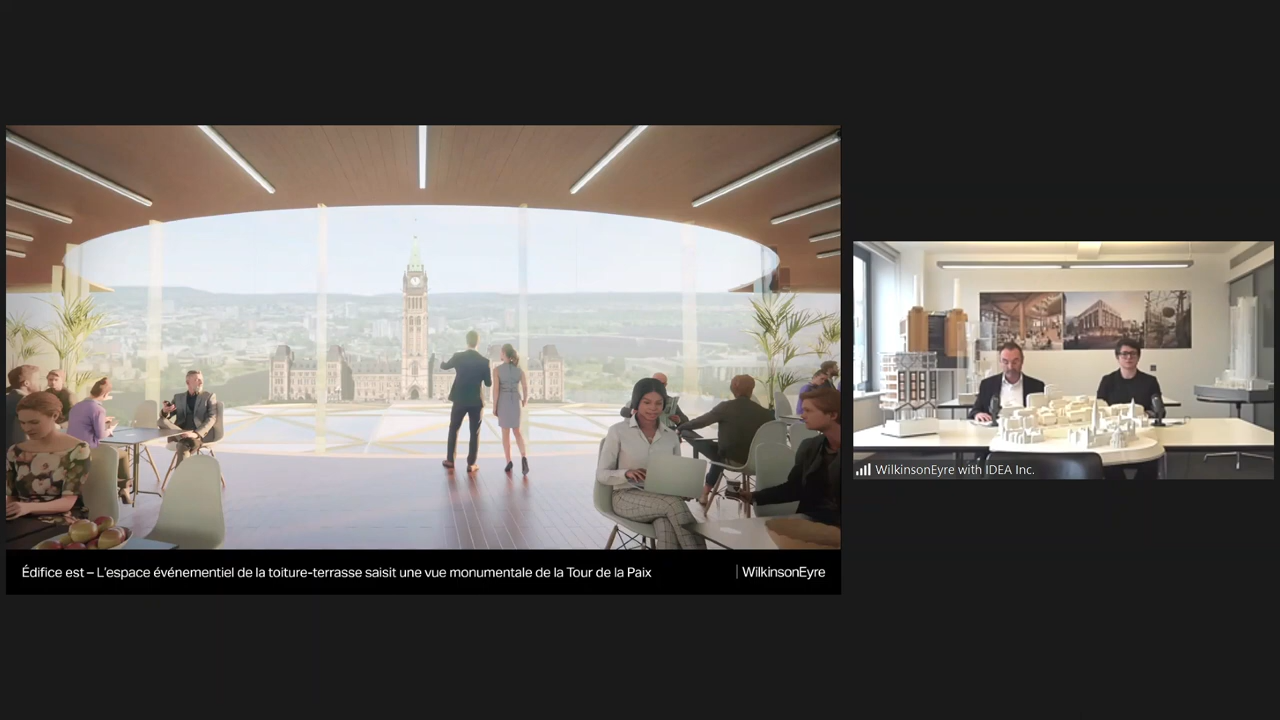 Édifice est – L'espace événementiel de la toiture-terrasse saisit une vue monumentale de la Tour de la Paix
WilkinsonEyre
WilkinsonEyre with IDEA Inc.